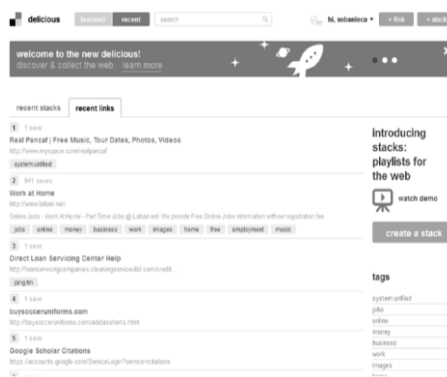 delicious
featured recent
search
hi, sobanieca
+ link
+ stack
welcome to the new delicious!
discover & collect the web. learn more
recent stacks
recent links
1 1 save
Real Pancaf | Free Music, Tour Dates, Photos, Videos
http://www.myspace.com/realpancaf
system:unfiled
2 841 saves
Work at Home
http://www.lahas.net/
Online Jobs - Work At Home - Part Time Jobs @ Lahasnet. We provide Free Online Jobs information without registration fee
jobs online money business work images home free employment music
3 1 save
Direct Loan Servicing Center Help
ping.fm
4 1 save
buysocceruniforms.com
http://buysocceruniforms.com/adidasshorts.html
5 1 save
Google Scholar Citations
https://accounts.google.com/ServiceLogin?service=citations
introducing
stacks:
playlists for
the web
watch demo
create a stack
tags
system:unfiled
jobs
online
money
business
work
images
home